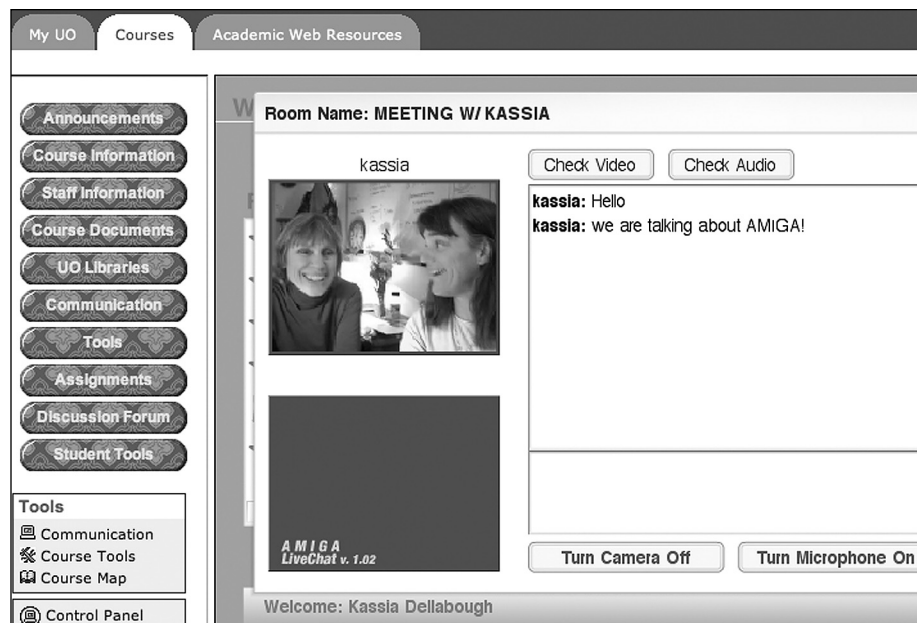 My UO
Courses
Academic Web Resources
Announcements
Course Information
Staff Information
Course Documents
UO Libraries
Communication
Tools
Assignments
Discussion Forum
Student Tools
Tools
Communication
Course Tools
Course Map
Control Panel
W
Room Name: MEETING W/ KASSIA
kassia
Check Video
Check Audio
kassia: Hello
kassia: we are talking about AMIGA!
AMIGA
LiveChat v. 1.02
Turn Camera Off
Turn Microphone On
Welcome: Kassia Dellabough